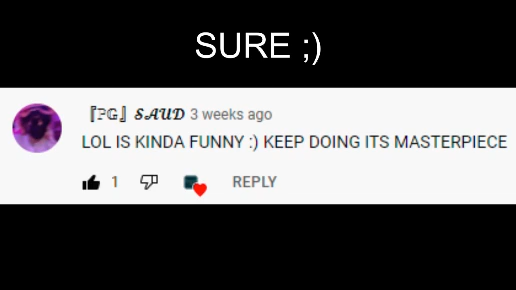 SURE ;)
『ℙ𝔾』 𝓢𝓐𝓤𝓓 3 weeks ago
LOL IS KINDA FUNNY :) KEEP DOING ITS MASTERPIECE
1 REPLY